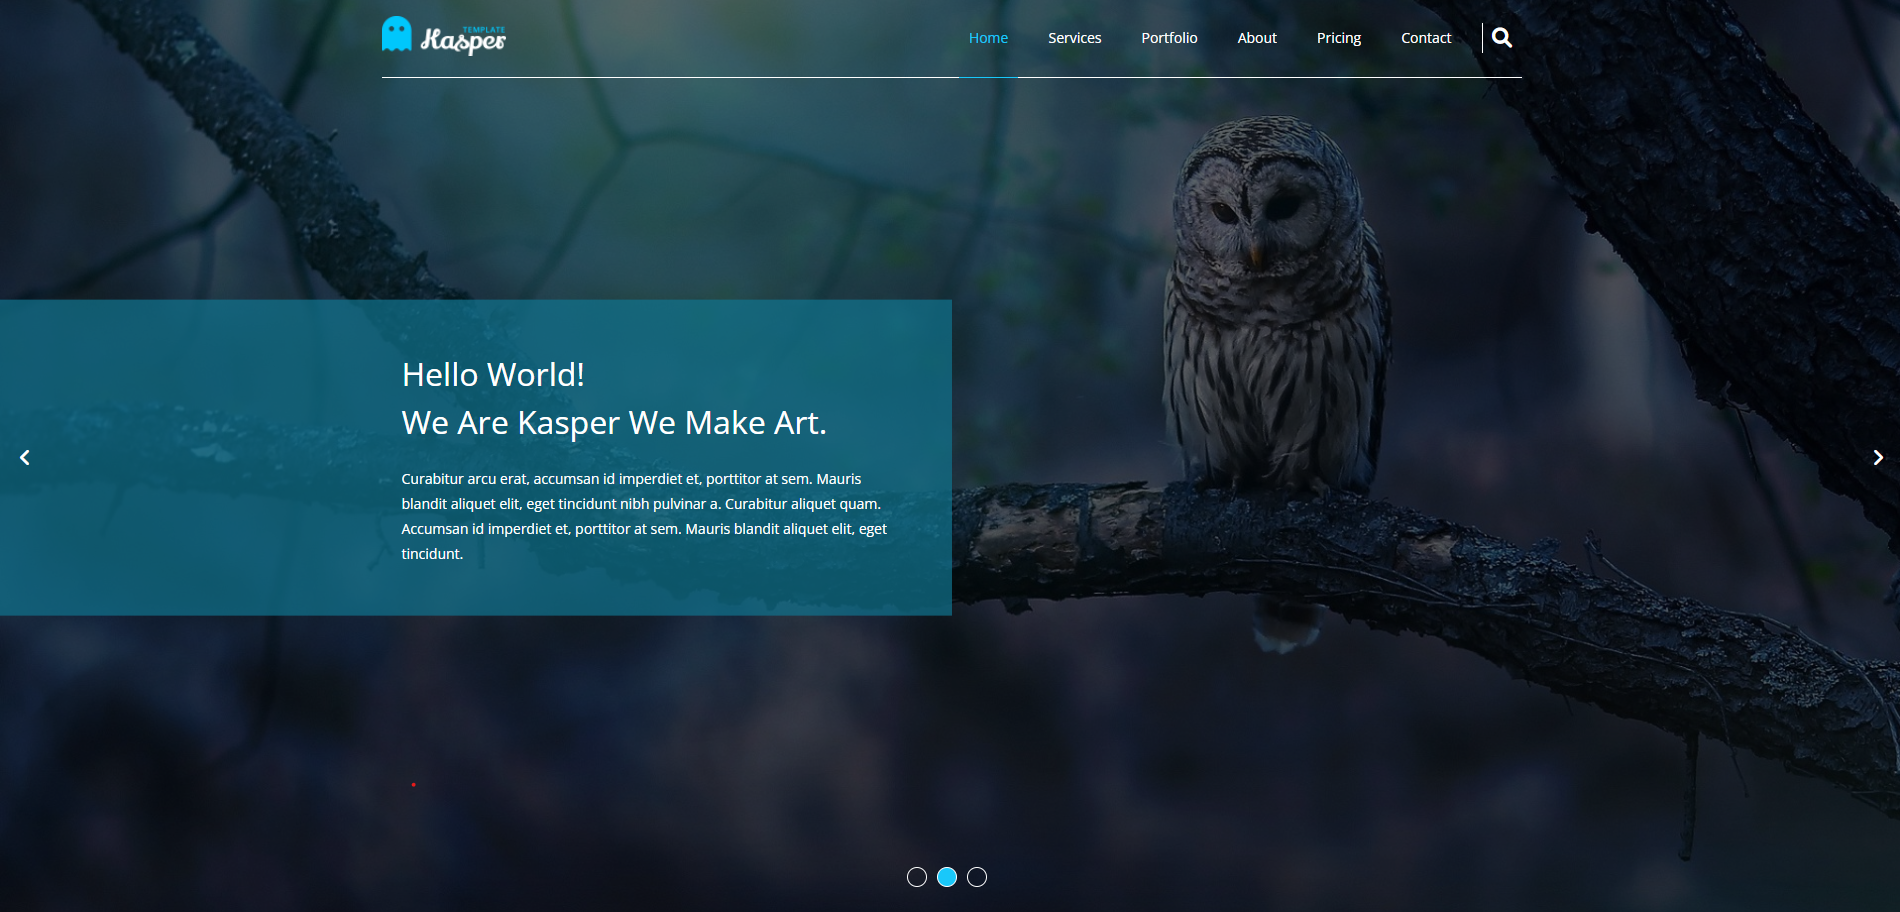 TEMPLATE
Kasper
Home Services Portfolio About Pricing Contact
Hello World!
We Are Kasper We Make Art.
Curabitur arcu erat, accumsan id imperdiet et, porttitor at sem. Mauris
blandit aliquet elit, eget tincidunt nibh pulvinar a. Curabitur aliquet quam.
Accumsan id imperdiet et, porttitor at sem. Mauris blandit aliquet elit, eget
tincidunt.